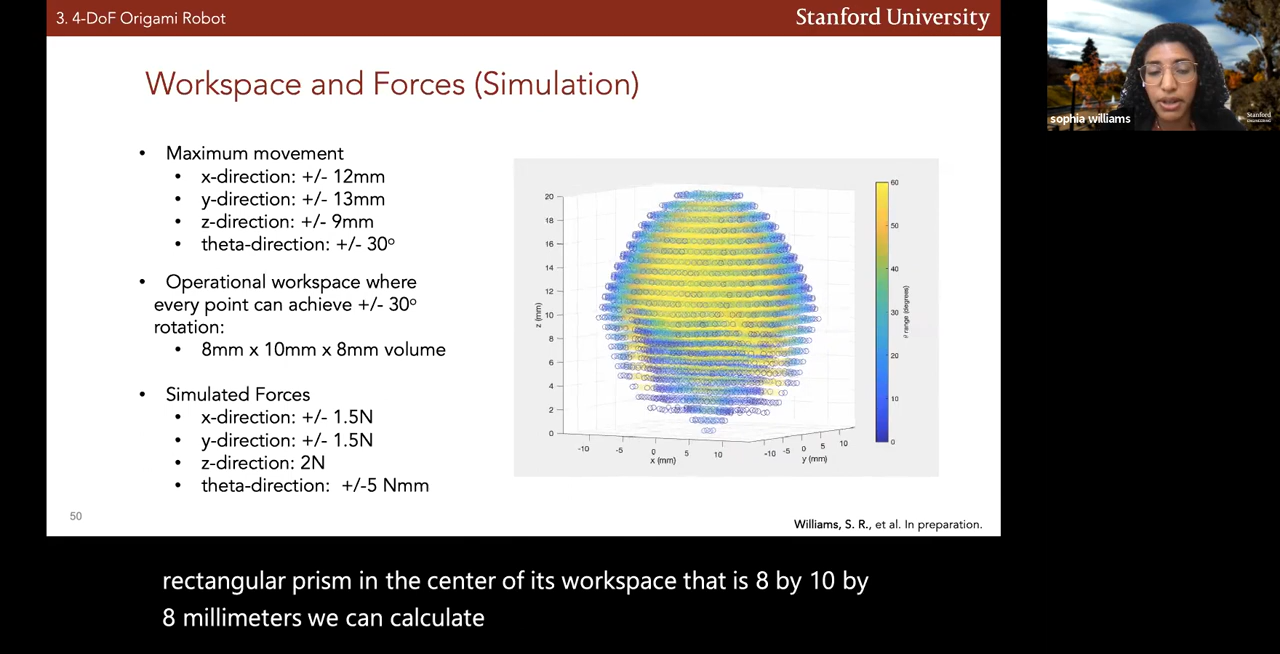 3. 4-DoF Origami Robot
Stanford University
Workspace and Forces (Simulation)
• Maximum movement
• x-direction: +/- 12mm
• y-direction: +/- 13mm
• z-direction: +/- 9mm
• theta-direction: +/- 30º
• Operational workspace where
every point can achieve +/- 30º
rotation:
• 8mm x 10mm x 8mm volume
• Simulated Forces
• x-direction: +/- 1.5N
• y-direction: +/- 1.5N
• z-direction: 2N
• theta-direction: +/-5 Nmm
50
20
18
16
14
12
10
8
6
4
2
0
z (mm)
-10
-5
0
5
10
x (mm)
-10
-5
0
5
10
y (mm)
60
50
40
30
20
10
0
range (degrees)
Williams, S. R., et al. In preparation.
sophia williams
Stanford
ENGINEERING
rectangular prism in the center of its workspace that is 8 by 10 by
8 millimeters we can calculate